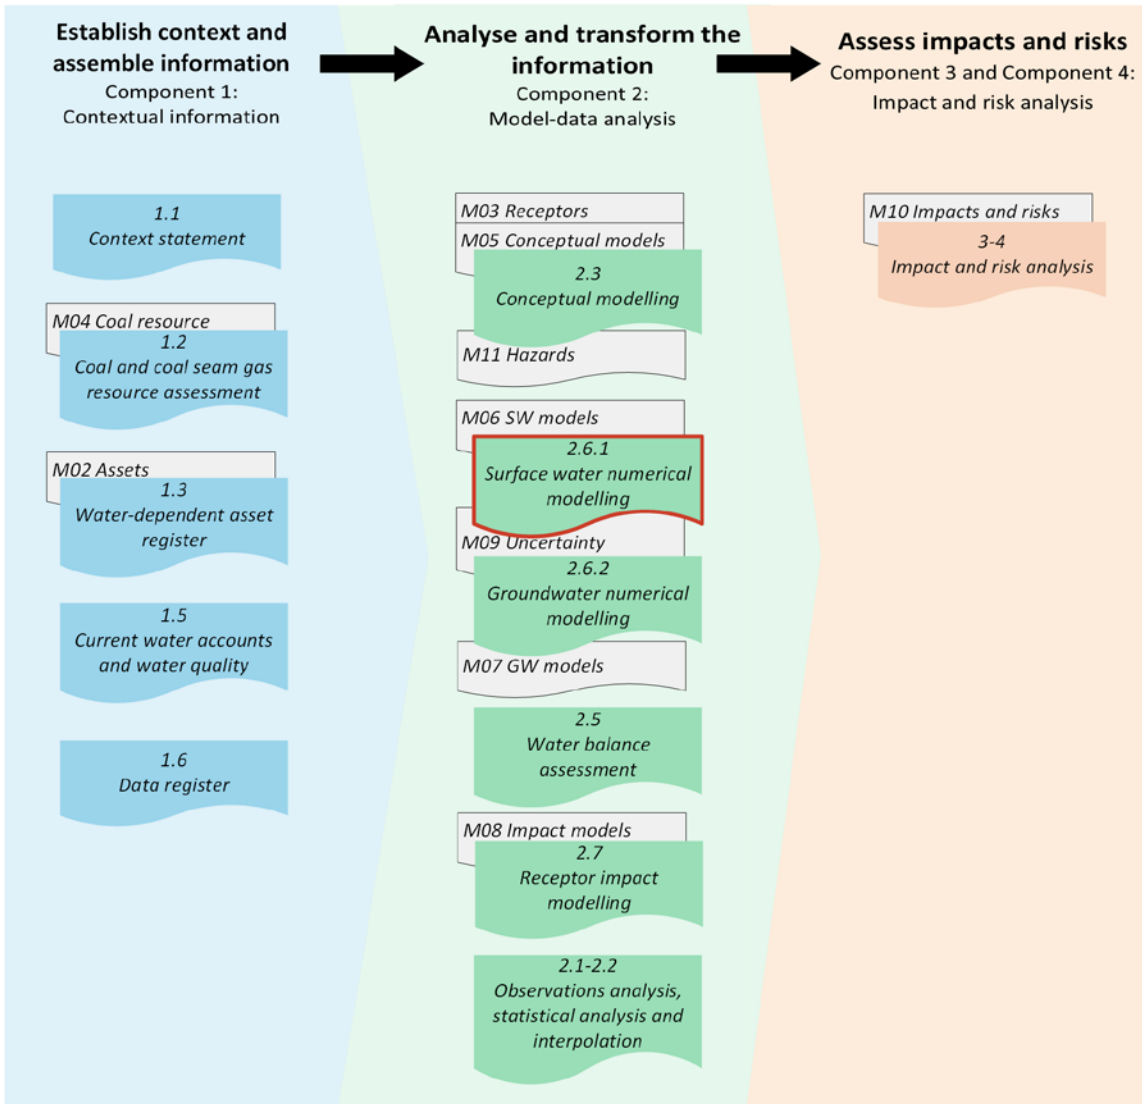 Establish context and
assemble information
Component 1:
Contextual information
Analyse and transform the
information
Component 2:
Model-data analysis
Assess impacts and risks
Component 3 and Component 4:
Impact and risk analysis
1.1
Context statement
M04 Coal resource
1.2
Coal and coal seam gas
resource assessment
M02 Assets
1.3
Water-dependent asset
register
1.5
Current water accounts
and water quality
1.6
Data register
M03 Receptors
M05 Conceptual models
2.3
Conceptual modelling
M11 Hazards
M06 SW models
2.6.1
Surface water numerical
modelling
M09 Uncertainty
2.6.2
Groundwater numerical
modelling
M07 GW models
2.5
Water balance
assessment
M08 Impact models
2.7
Receptor impact
modelling
2.1-2.2
Observations analysis,
statistical analysis and
interpolation
M10 Impacts and risks
3-4
Impact and risk analysis